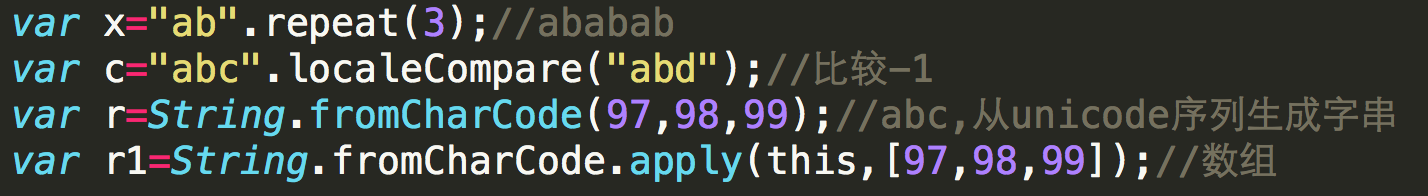 var x="ab".repeat(3);//ababab
var c="abc".localeCompare("abd");//比较-1
var r=String.fromCharCode(97,98,99);//abc,从unicode序列生成字串
var r1=String.fromCharCode.apply(this,[97,98,99]);//数组